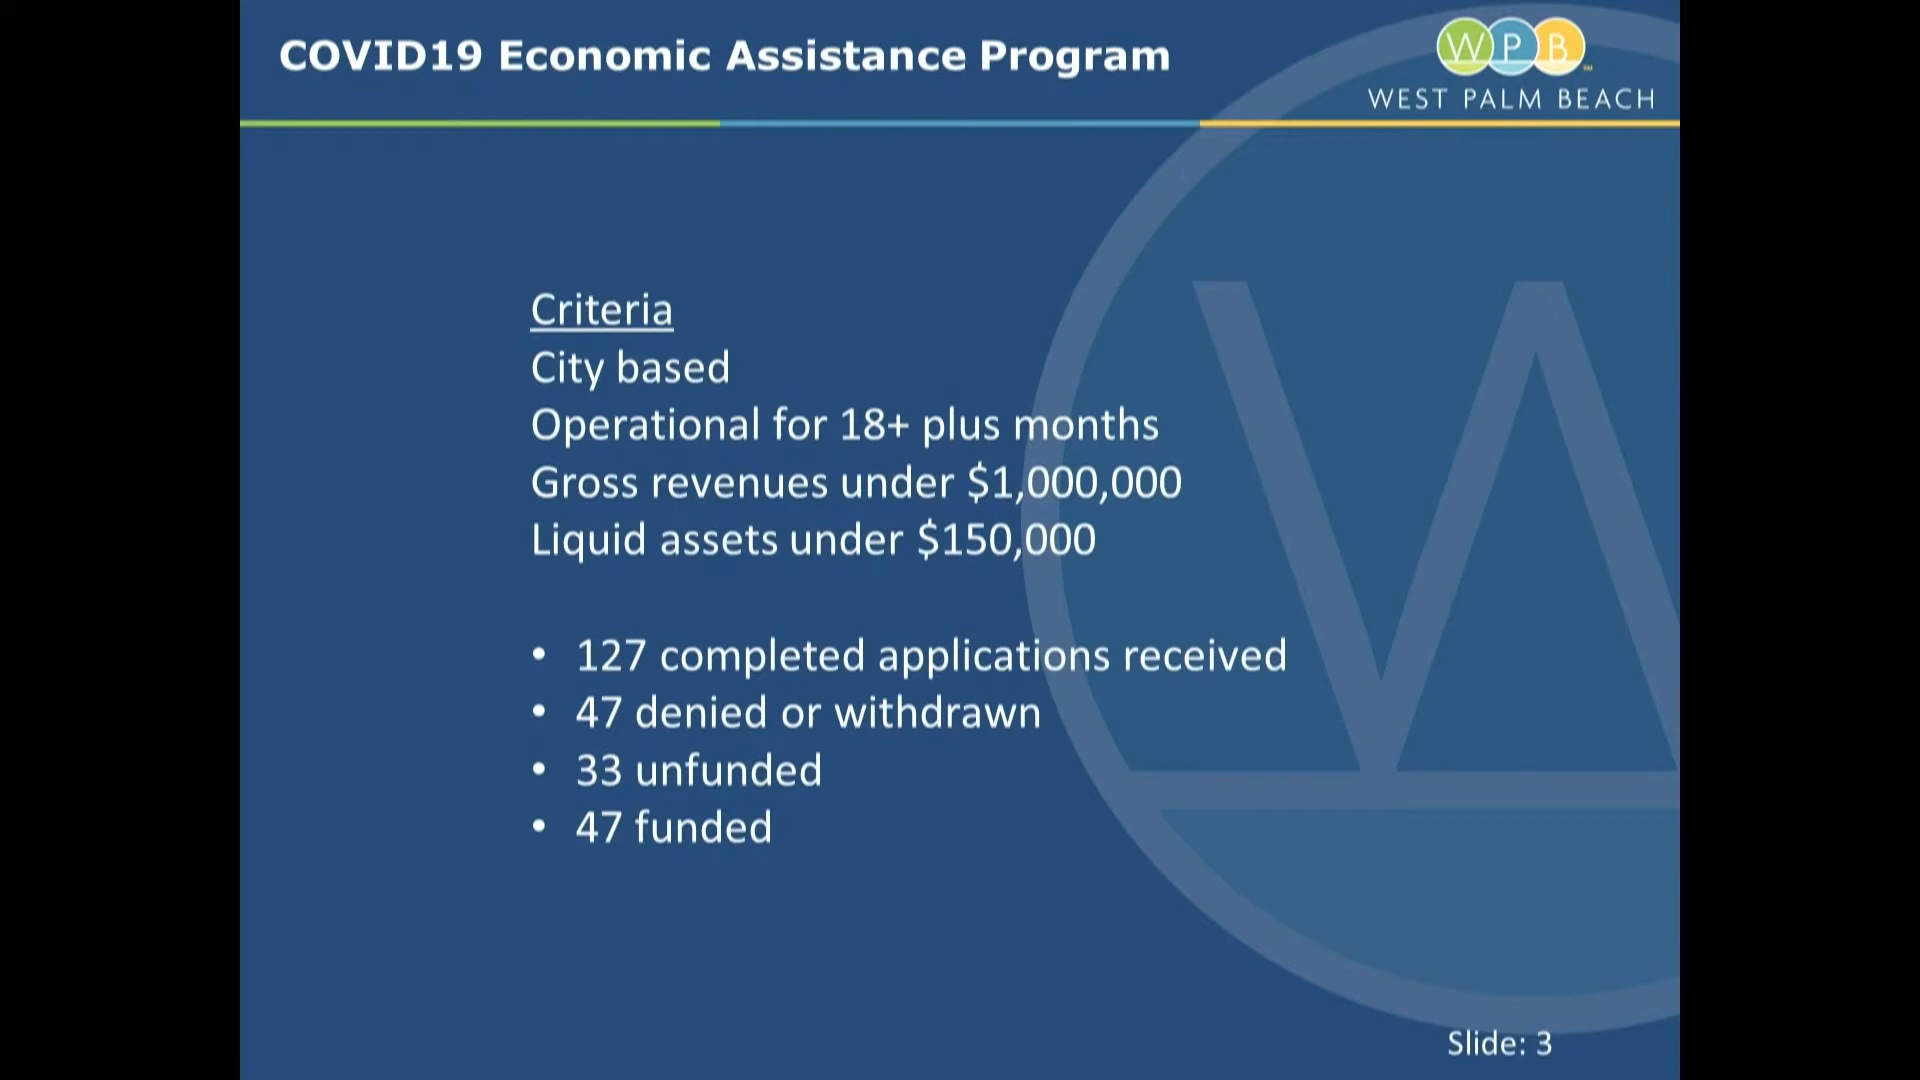 COVID19 Economic Assistance Program
WPB
WEST PALM BEACH
Criteria
City based
Operational for 18+ plus months
Gross revenues under $1,000,000
Liquid assets under $150,000
• 127 completed applications received
• 47 denied or withdrawn
• 33 unfunded
• 47 funded
Slide: 3